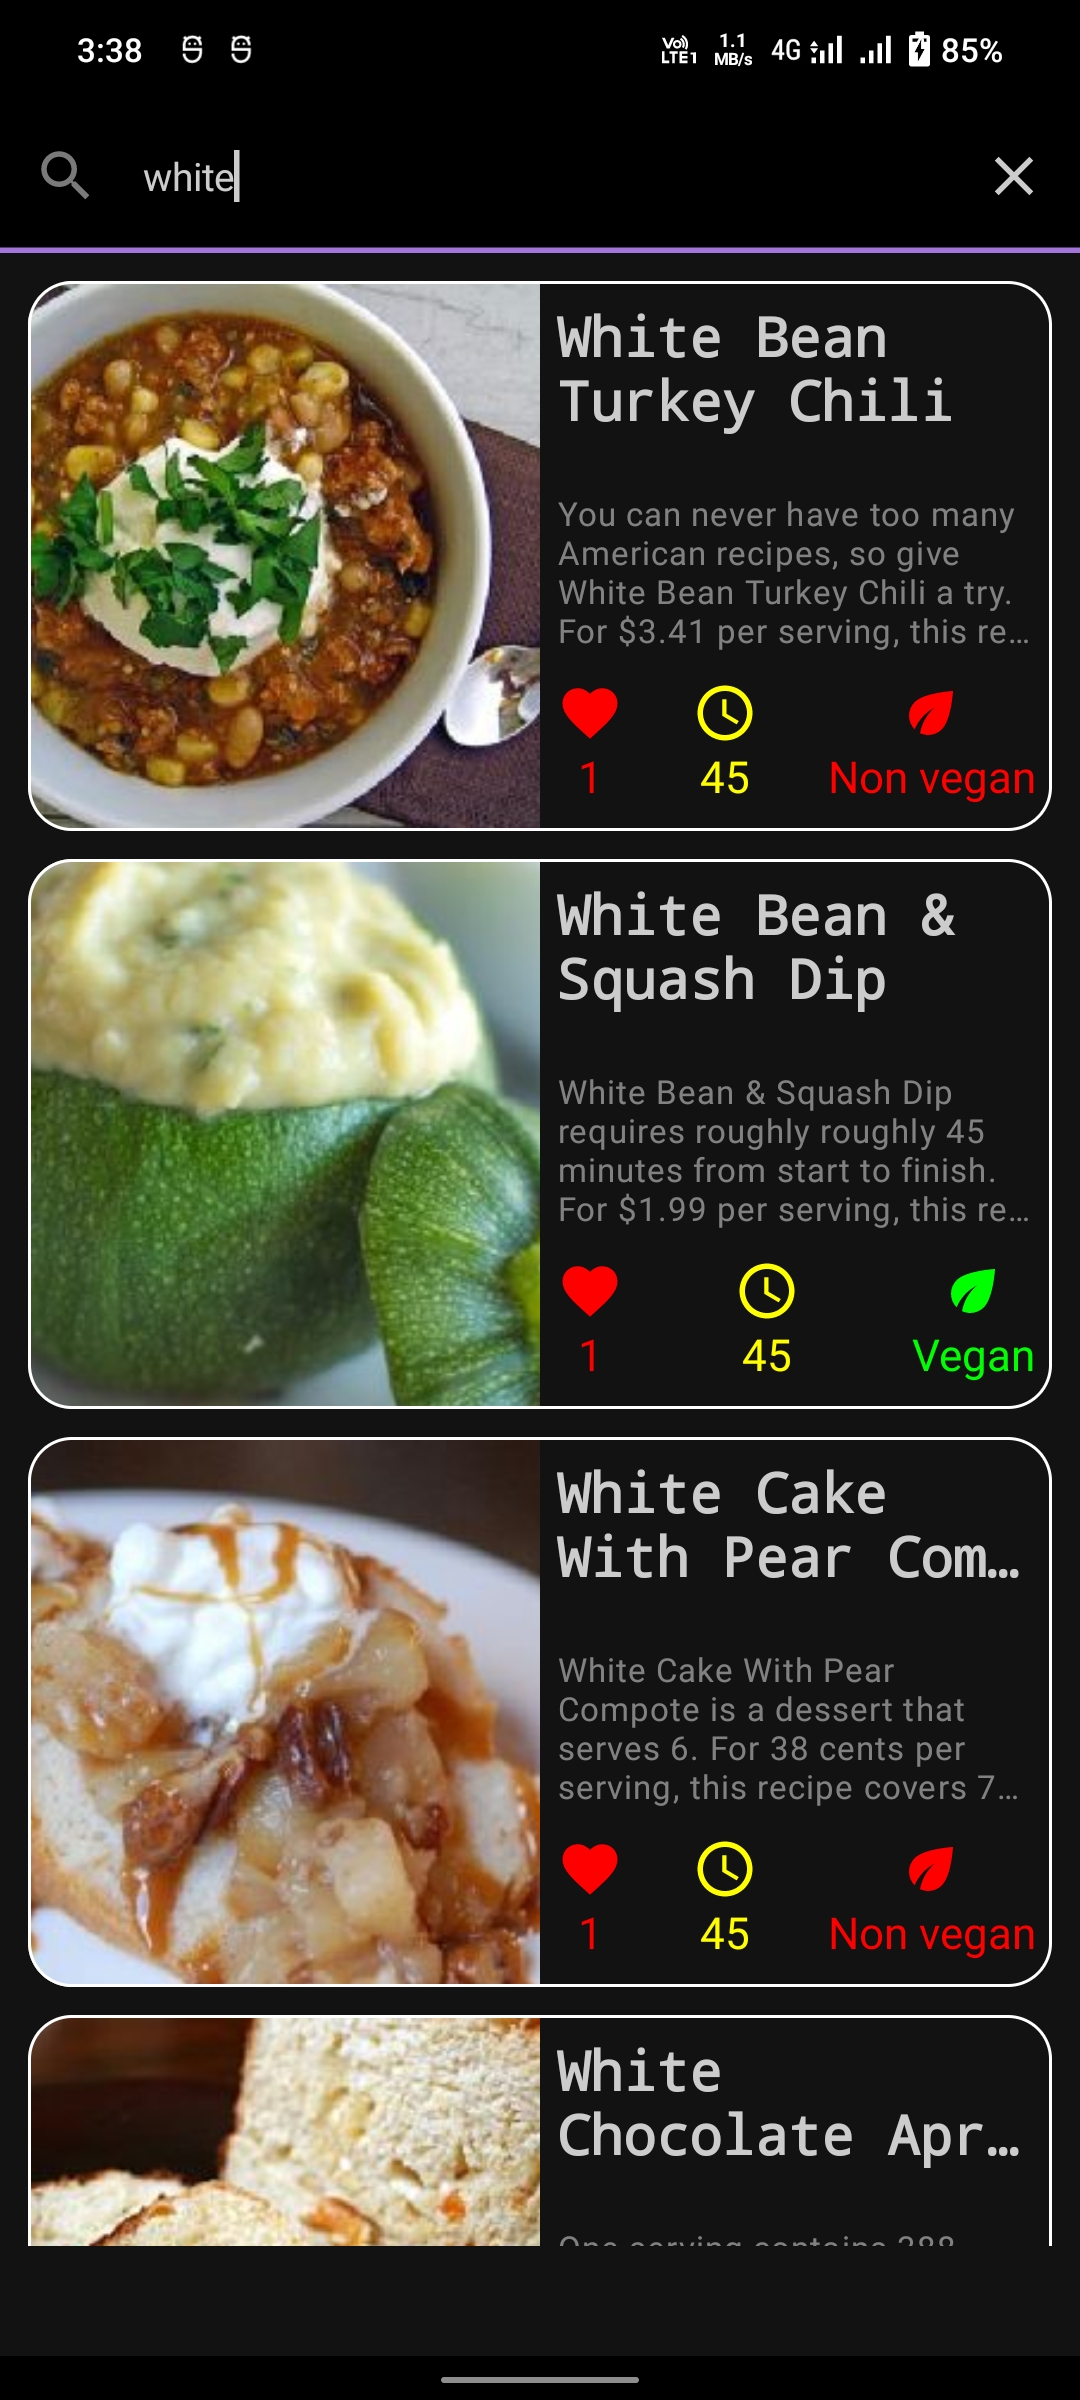 3:38 Vo)) LTE1 1.1 MB/s 4G 85%
white
White Bean
Turkey Chili
You can never have too many
American recipes, so give
White Bean Turkey Chili a try.
For $3.41 per serving, this re…
1 45 Non vegan
White Bean &
Squash Dip
White Bean & Squash Dip
requires roughly roughly 45
minutes from start to finish.
For $1.99 per serving, this re…
1 45 Vegan
White Cake
With Pear Com…
White Cake With Pear
Compote is a dessert that
serves 6. For 38 cents per
serving, this recipe covers 7…
1 45 Non vegan
White
Chocolate Apr…
One serving contains